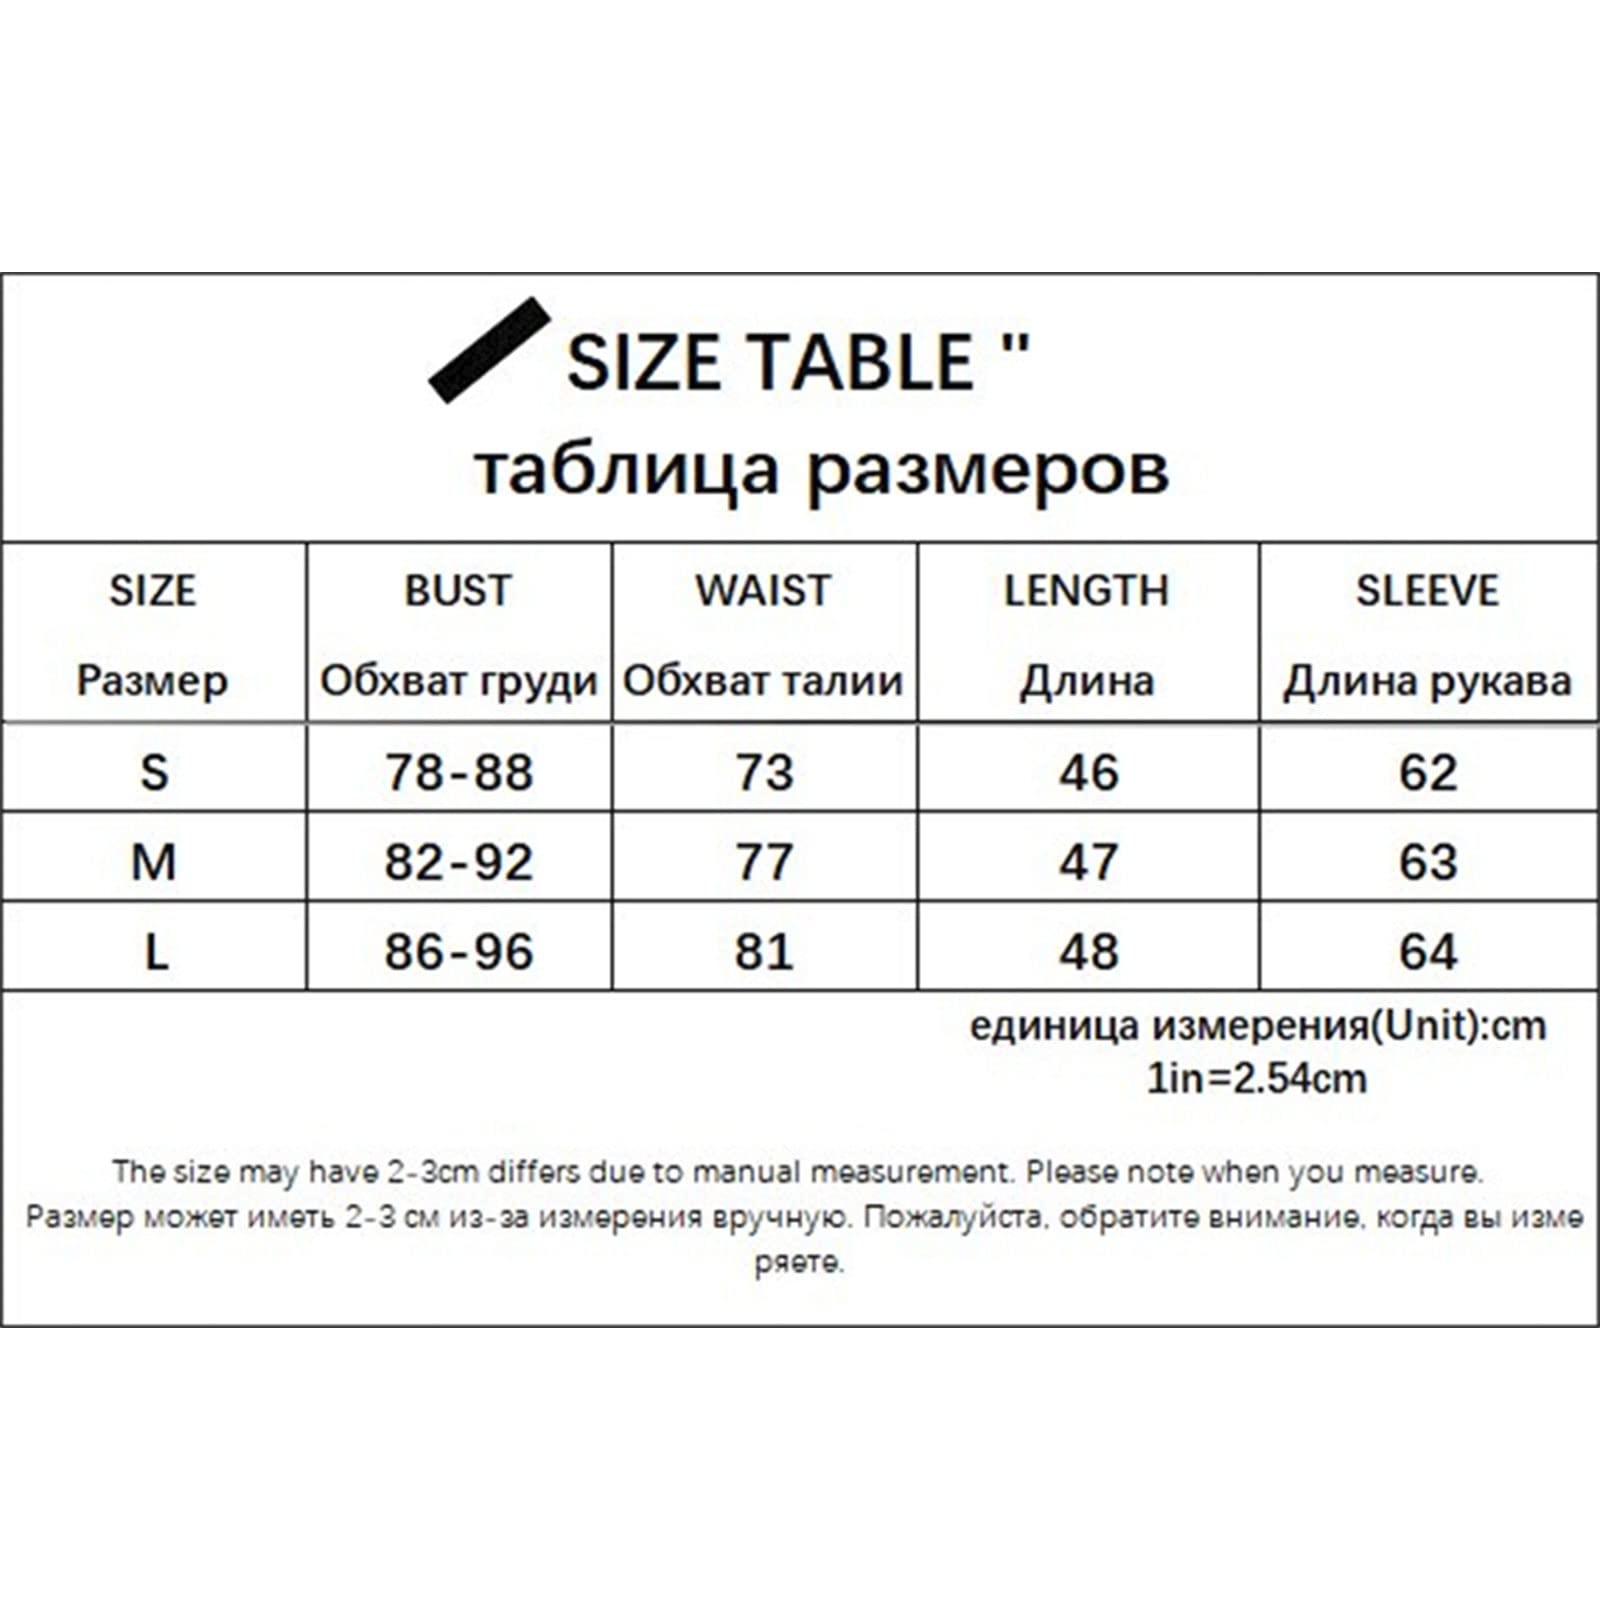 SIZE TABLE "
таблица размеров
SIZE BUST WAIST LENGTH SLEEVE
Размер Обхват груди Обхват талии Длина Длина рукава
S 78-88 73 46 62
M 82-92 77 47 63
L 86-96 81 48 64
единица измерения(Unit):cm
1in=2.54cm
The size may have 2-3cm differs due to manual measurement. Please note when you measure.
Размер может иметь 2-3 см из-за измерения вручную. Пожалуйста, обратите внимание, когда вы изме
ряете.